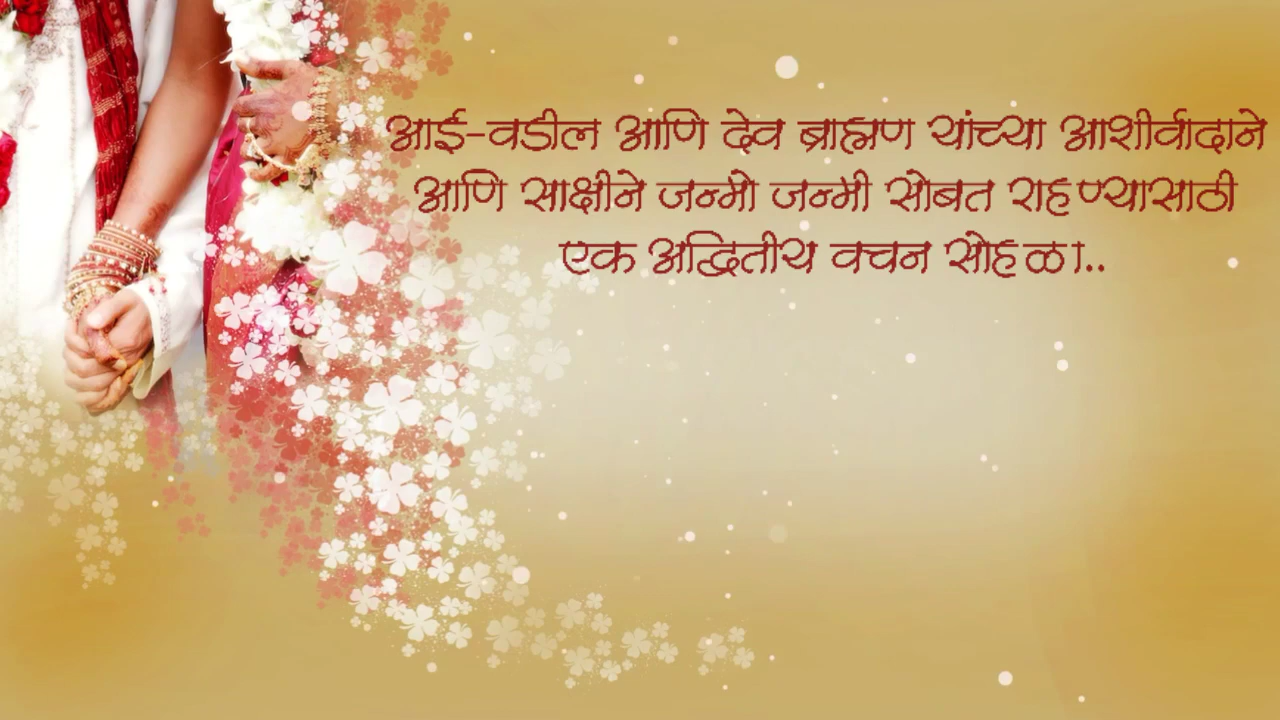 आई-वडील आणि देव ब्राह्मण यांच्या आशीर्वादाने
आणि साक्षीने जन्मो जन्मी सोबत राहण्यासाठी
एक अद्वितीय वचन सोहळा..